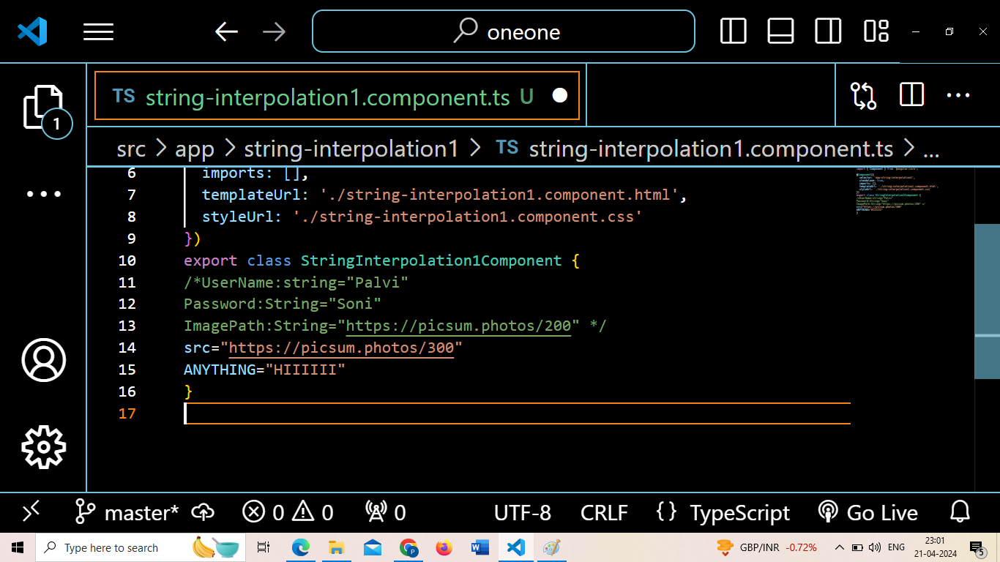 oneone
TS string-interpolation1.component.ts U
1
src > app > string-interpolation1 > TS string-interpolation1.component.ts > ...
6 imports: [],
7 templateUrl: './string-interpolation1.component.html',
8 styleUrl: './string-interpolation1.component.css'
9 })
10 export class StringInterpolation1Component {
11 /*UserName:string="Palvi"
12 Password:String="Soni"
13 ImagePath:String="https://picsum.photos/200" */
14 src="https://picsum.photos/300"
15 ANYTHING="HIIIIII"
16 }
17
master* 0 0 0 UTF-8 CRLF {} TypeScript Go Live
Type here to search GBP/INR -0.72% ENG 23:01
21-04-2024 5